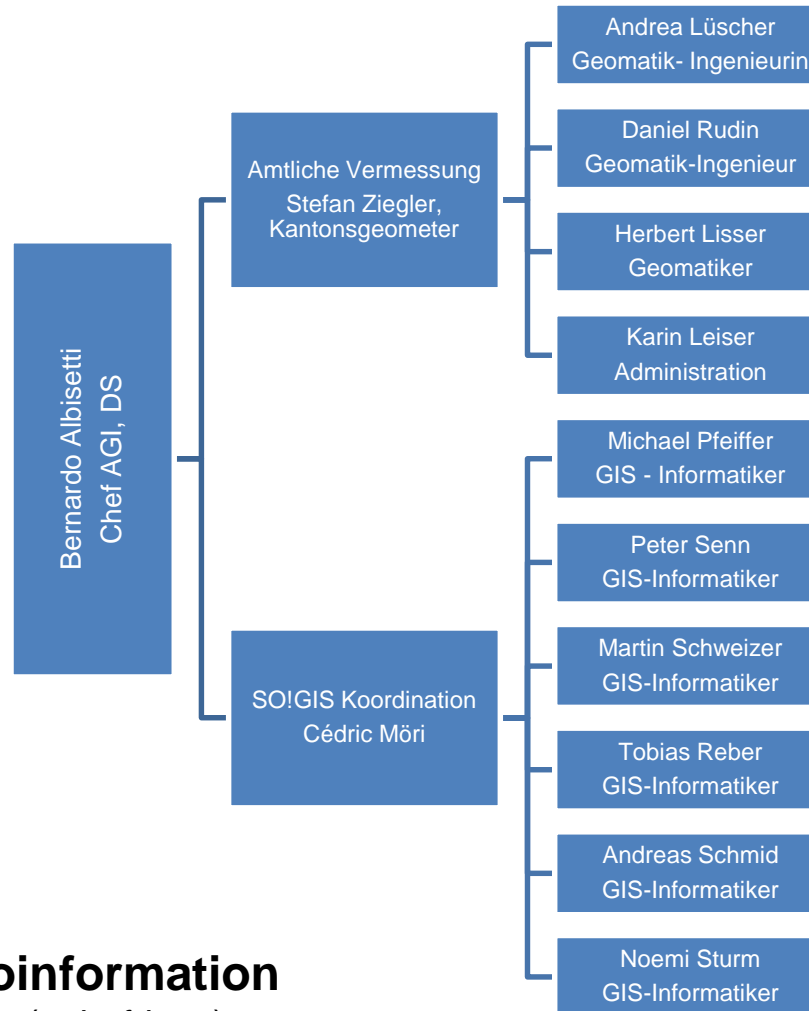 Bernardo Albisetti
Chef AGI, DS
Amtliche Vermessung
Stefan Ziegler,
Kantonsgeometer
Andrea Lüscher
Geomatik- Ingenieurin
Daniel Rudin
Geomatik-Ingenieur
Herbert Lisser
Geomatiker
Karin Leiser
Administration
SO!GIS Koordination
Cédric Möri
Michael Pfeiffer
GIS - Informatiker
Peter Senn
GIS-Informatiker
Martin Schweizer
GIS-Informatiker
Tobias Reber
GIS-Informatiker
Andreas Schmid
GIS-Informatiker
Noemi Sturm
GIS-Informatiker
oinformation